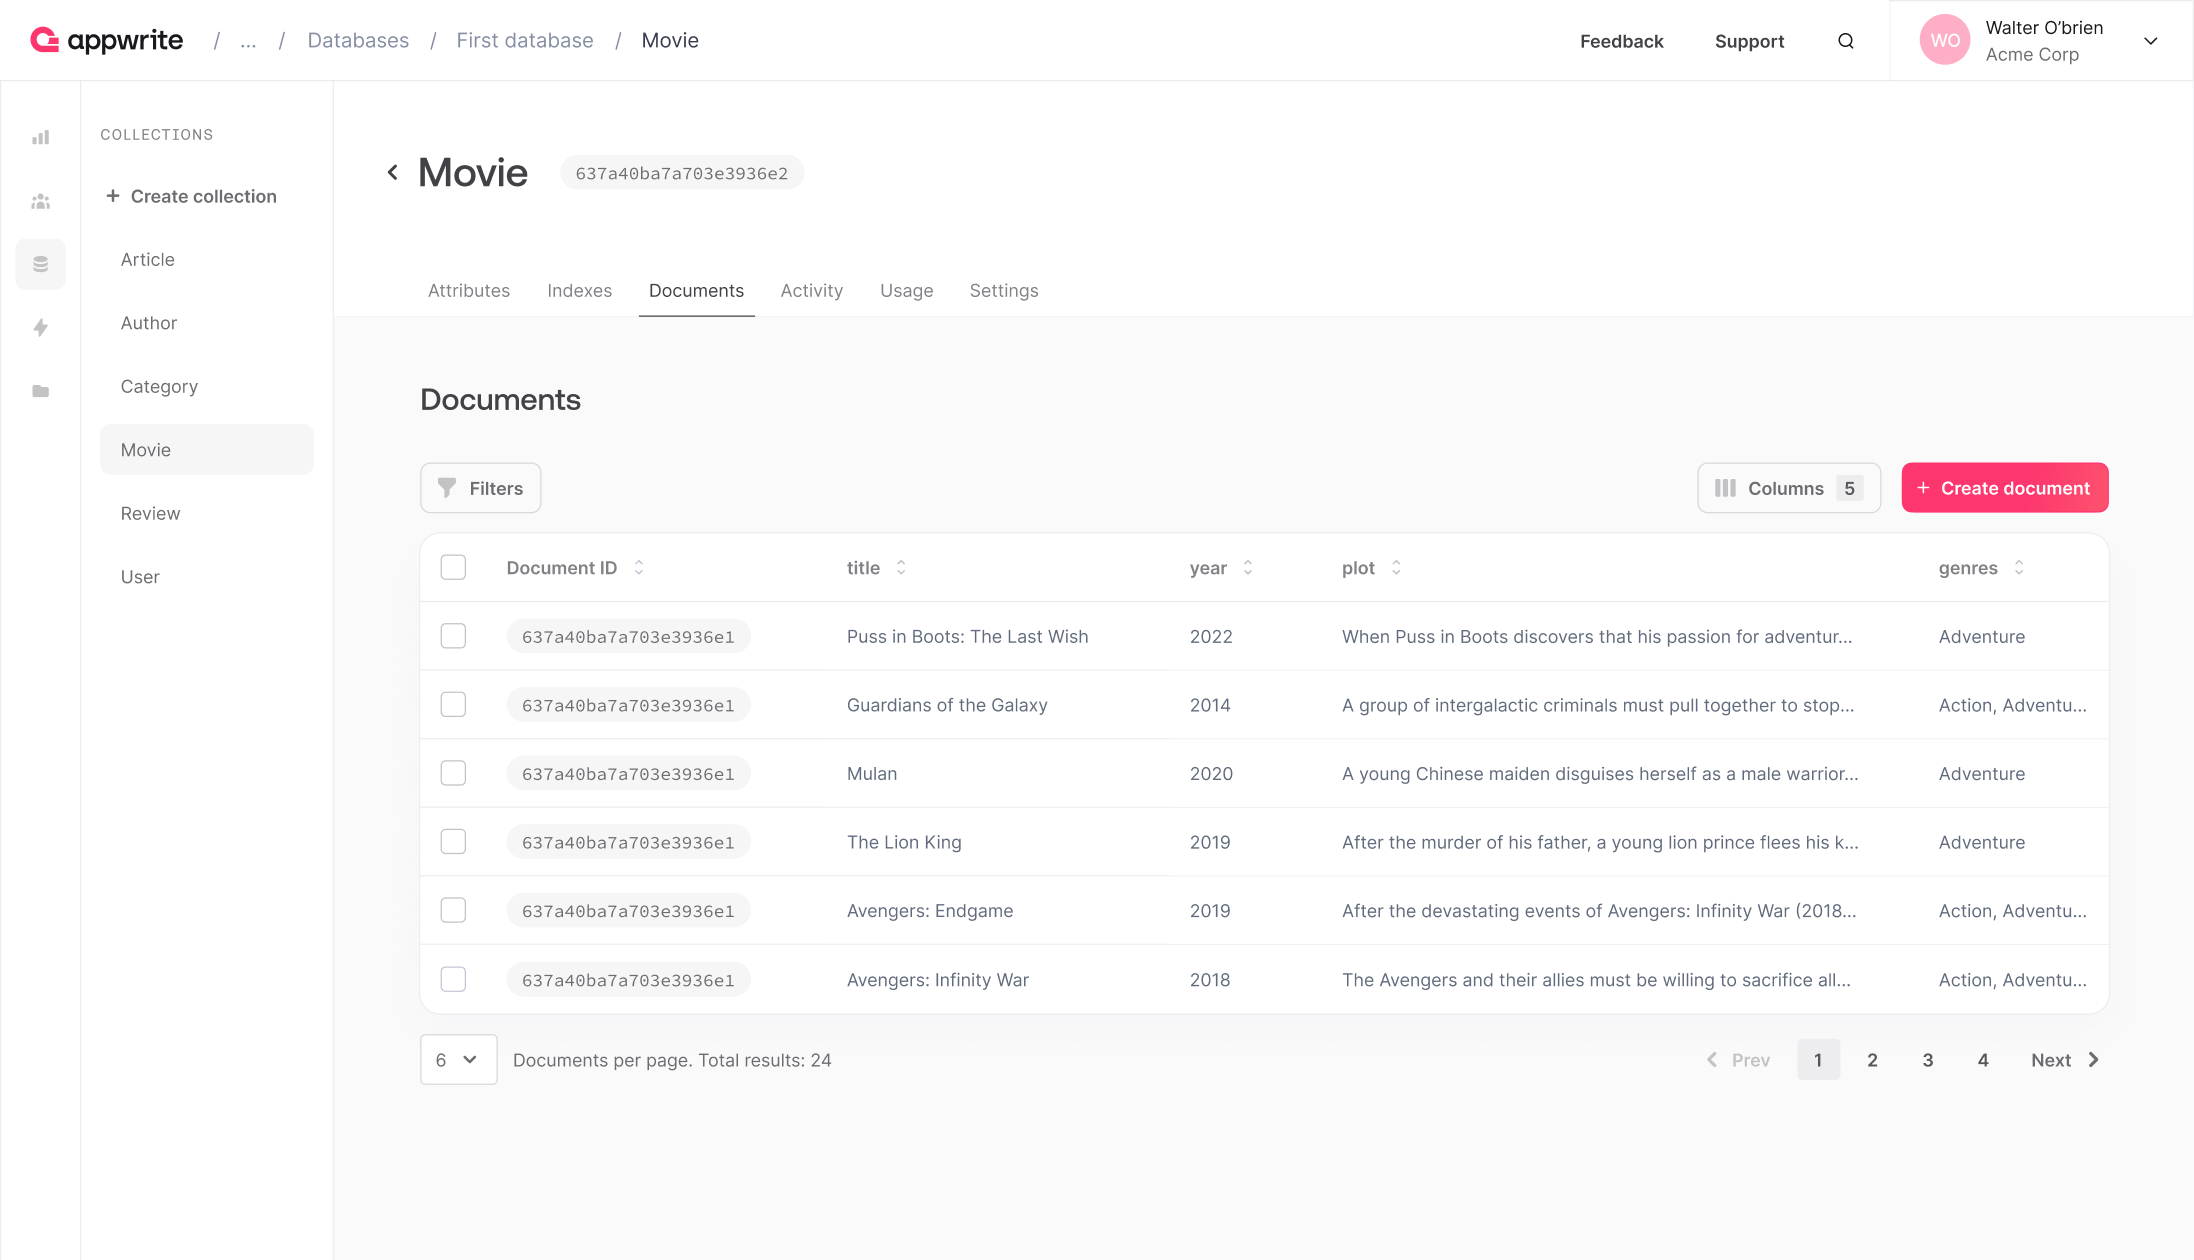 appwrite / ... / Databases / First database / Movie
Feedback Support
WO Walter O'brien
Acme Corp
COLLECTIONS
+ Create collection
Article
Author
Category
Movie
Review
User
Movie 637a40ba7a703e3936e2
Attributes Indexes Documents Activity Usage Settings
Documents
Filters Columns 5 + Create document
Document ID title year plot genres
637a40ba7a703e3936e1 Puss in Boots: The Last Wish 2022 When Puss in Boots discovers that his passion for adventur... Adventure
637a40ba7a703e3936e1 Guardians of the Galaxy 2014 A group of intergalactic criminals must pull together to stop... Action, Adventu...
637a40ba7a703e3936e1 Mulan 2020 A young Chinese maiden disguises herself as a male warrior... Adventure
637a40ba7a703e3936e1 The Lion King 2019 After the murder of his father, a young lion prince flees his k... Adventure
637a40ba7a703e3936e1 Avengers: Endgame 2019 After the devastating events of Avengers: Infinity War (2018... Action, Adventu...
637a40ba7a703e3936e1 Avengers: Infinity War 2018 The Avengers and their allies must be willing to sacrifice all... Action, Adventu...
6 Documents per page. Total results: 24 Prev 1 2 3 4 Next